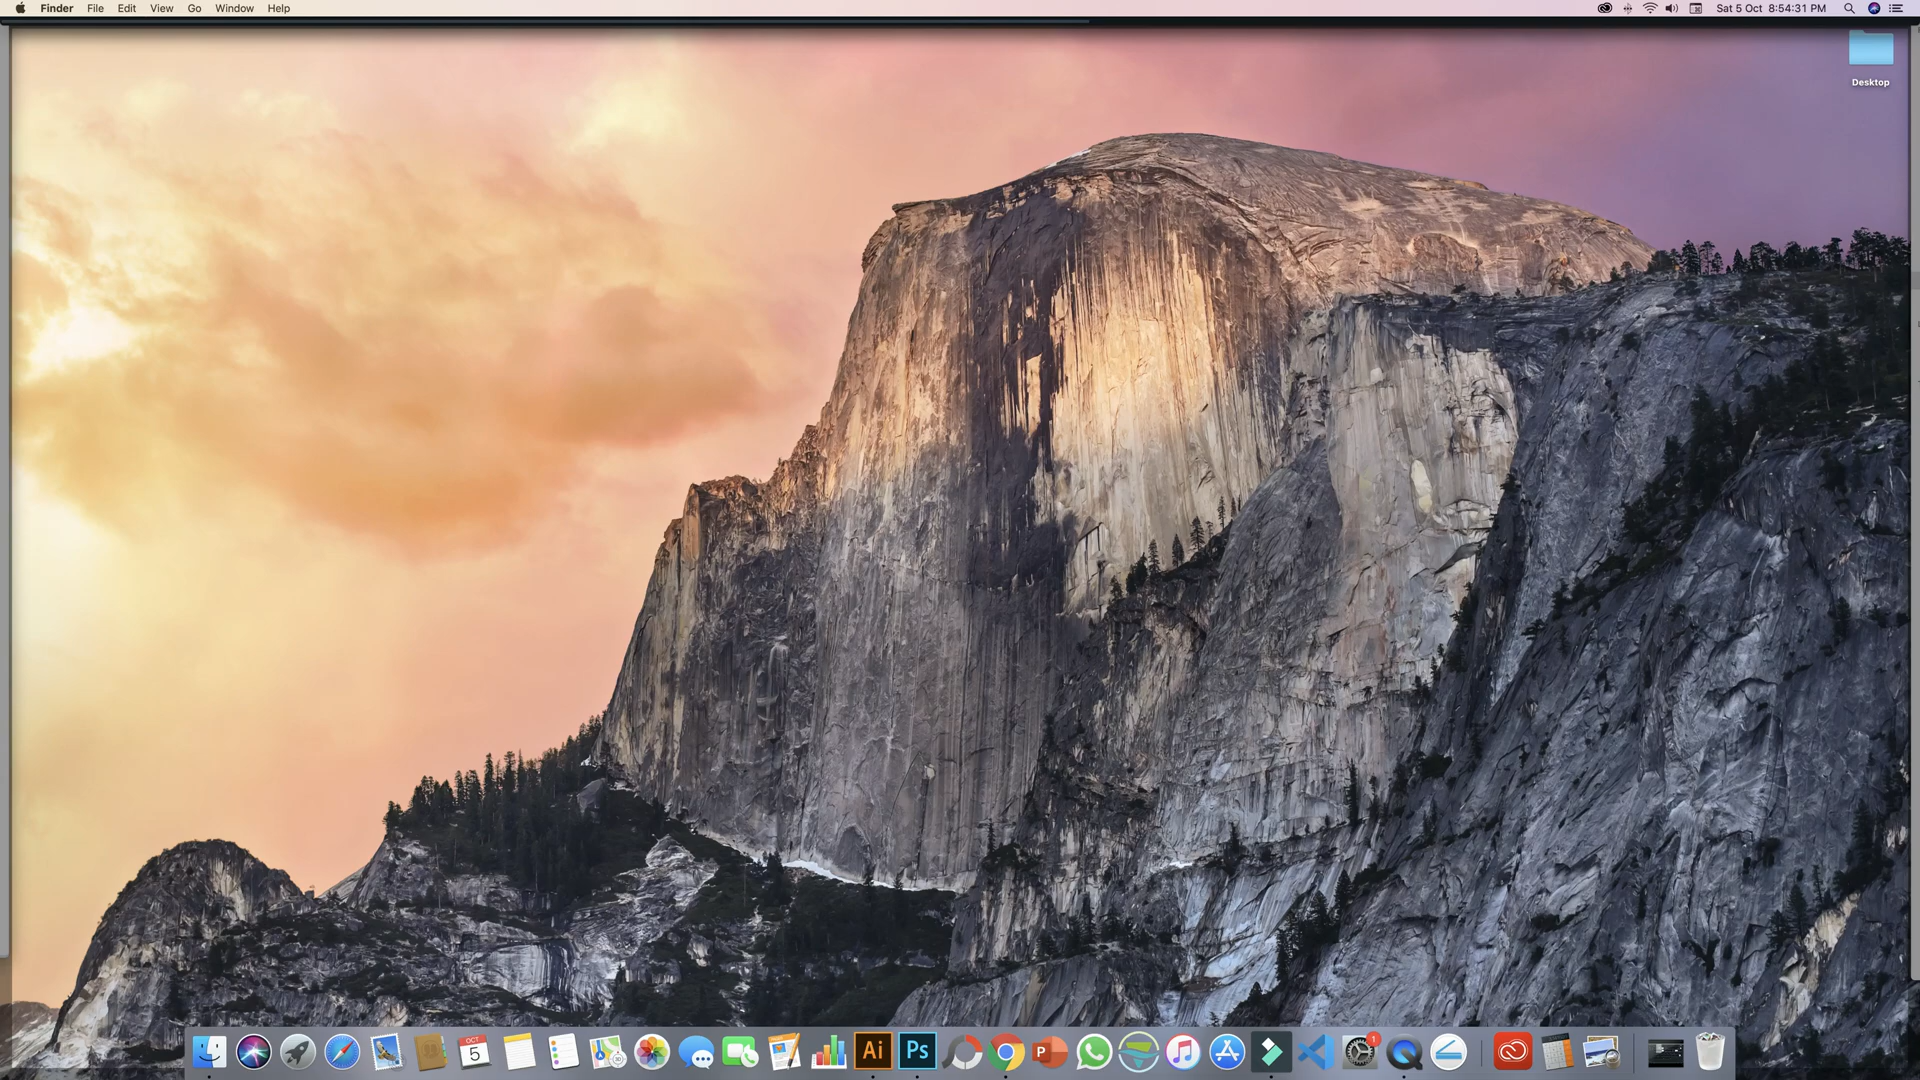 Finder File Edit View Go Window Help Sat 5 Oct 8:54:31 PM
Desktop
OCT
5
Ai
Ps
P
1